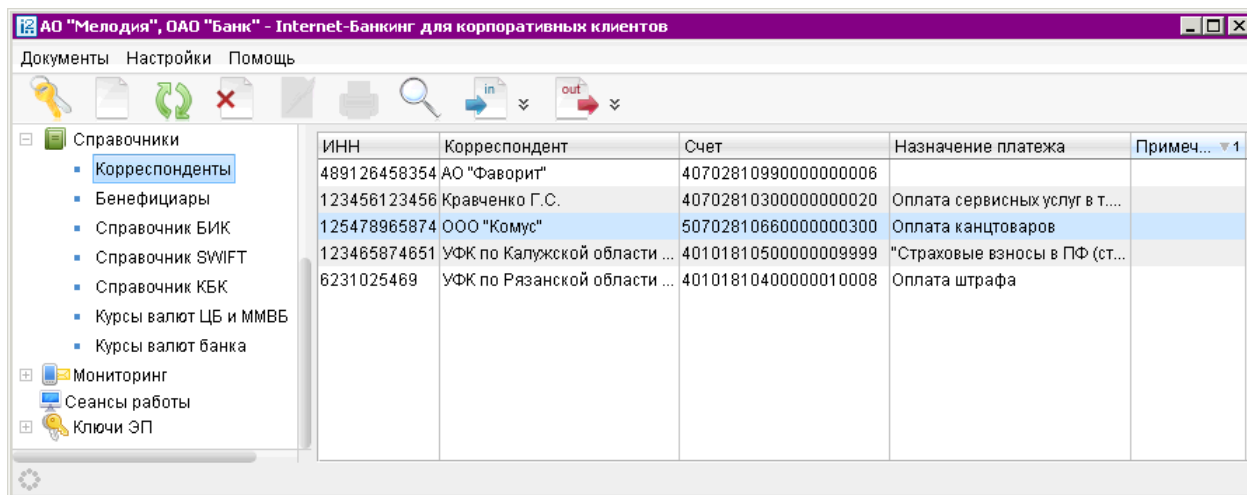 АО "Мелодия", ОАО "Банк" - Internet-Банкинг для корпоративных клиентов
Документы Настройки Помощь
in out
Справочники
Корреспонденты
Бенефициары
Справочник БИК
Справочник SWIFT
Справочник КБК
Курсы валют ЦБ и ММВБ
Курсы валют банка
Мониторинг
Сеансы работы
Ключи ЭП
ИНН Корреспондент Счет Назначение платежа Примеч... 1
489126458354 АО "Фаворит" 40702810990000000006
123456123456 Кравченко Г.С. 40702810300000000020 Оплата сервисных услуг в т....
125478965874 ООО "Комус" 50702810660000000300 Оплата канцтоваров
123465874651 УФК по Калужской области ... 40101810500000009999 "Страховые взносы в ПФ (ст...
6231025469 УФК по Рязанской области ... 40101810400000010008 Оплата штрафа